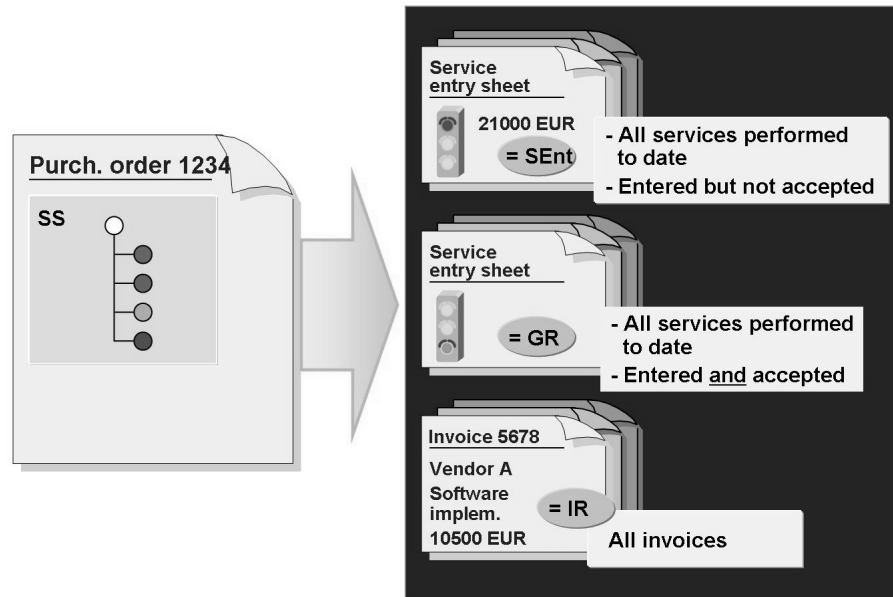 Purch. order 1234
SS
Service
entry sheet
21000 EUR
= SEnt
- All services performed
to date
- Entered but not accepted
Service
entry sheet
= GR
- All services performed
to date
- Entered and accepted
Invoice 5678
Vendor A
Software
implem.
= IR
10500 EUR
All invoices